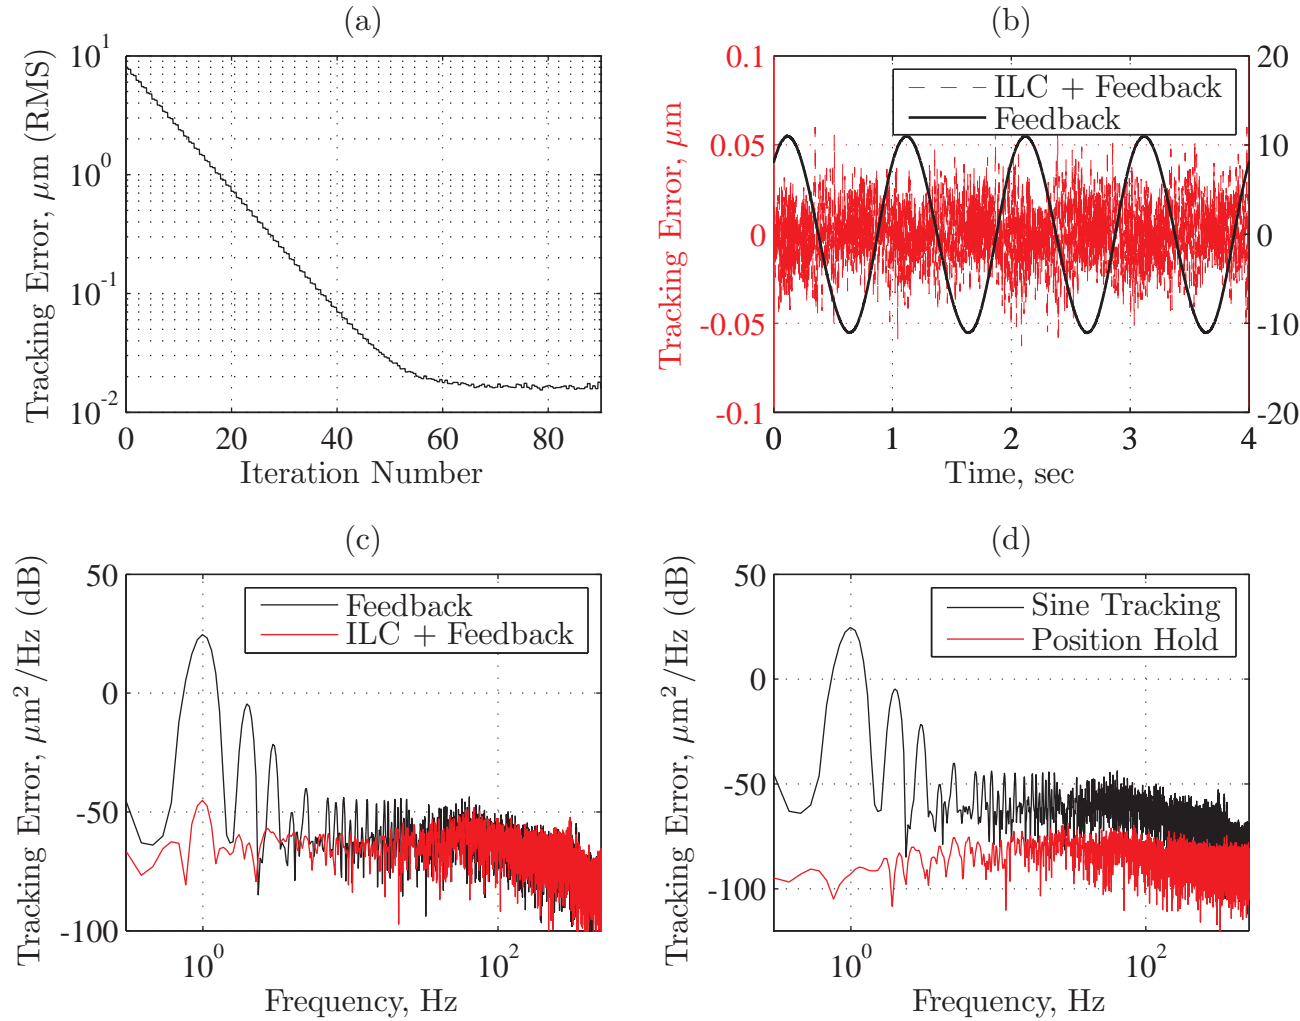 (a)
10^1
10^0
10^-1
10^-2
Tracking Error, μm (RMS)
0 20 40 60 80
Iteration Number
(b)
0.1
0.05
0
-0.05
-0.1
Tracking Error, μm
ILC + Feedback
Feedback
20
10
0
-10
-20
0 1 2 3 4
Time, sec
(c)
50
0
-50
-100
Tracking Error, μm²/Hz (dB)
Feedback
ILC + Feedback
10^0 10^2
Frequency, Hz
(d)
50
0
-50
-100
Tracking Error, μm²/Hz (dB)
Sine Tracking
Position Hold
10^0 10^2
Frequency, Hz